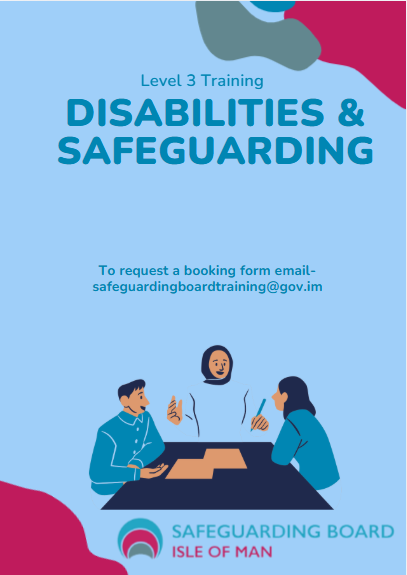 Level 3 Training
DISABILITIES &
SAFEGUARDING
To request a booking form email-
safeguardingboardtraining@gov.im
SAFEGUARDING BOARD
ISLE OF MAN